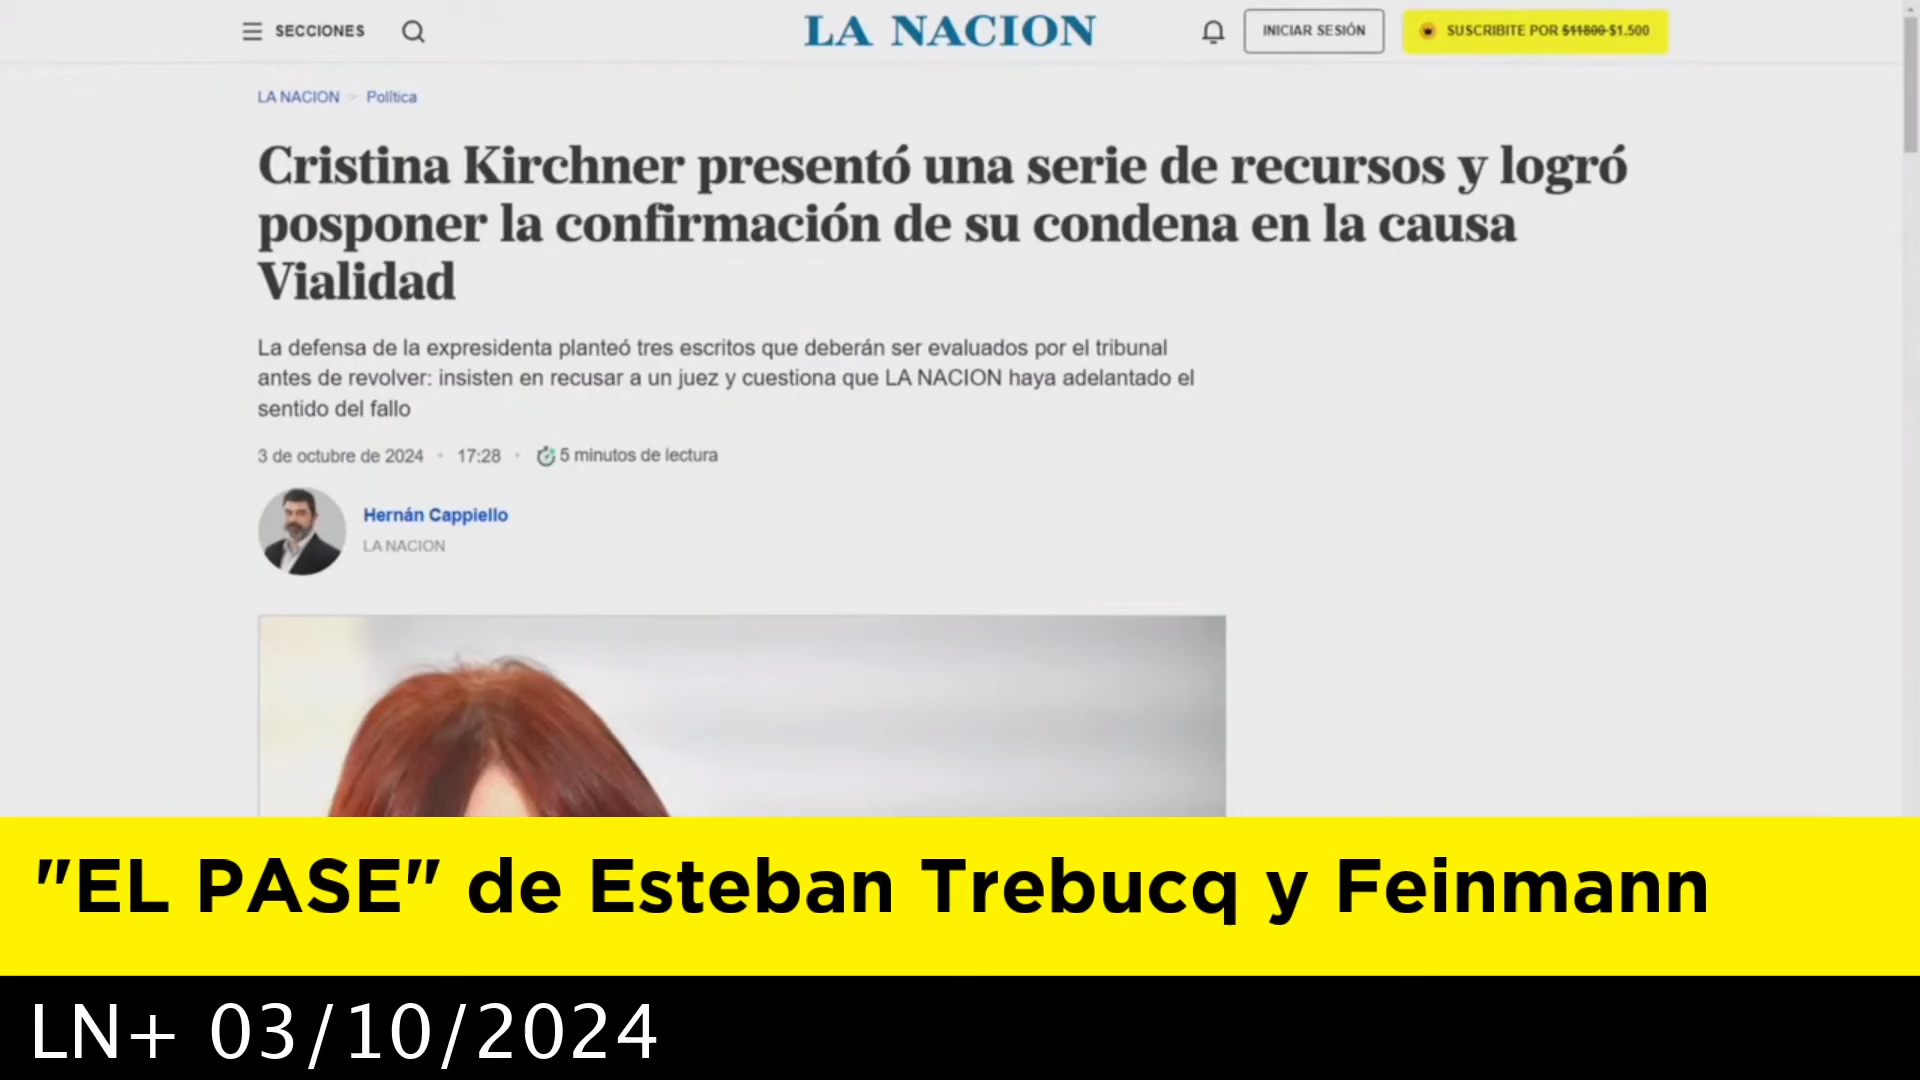 SECCIONES
LA NACION
INICIAR SESIÓN
SUSCRIBITE POR $11800 $1.500
LA NACION > Política
Cristina Kirchner presentó una serie de recursos y logró
posponer la confirmación de su condena en la causa
Vialidad
La defensa de la expresidenta planteó tres escritos que deberán ser evaluados por el tribunal
antes de revolver: insisten en recusar a un juez y cuestiona que LA NACION haya adelantado el
sentido del fallo
3 de octubre de 2024 • 17:28 • 5 minutos de lectura
Hernán Cappiello
LA NACION
"EL PASE" de Esteban Trebucq y Feinmann
LN+ 03/10/2024